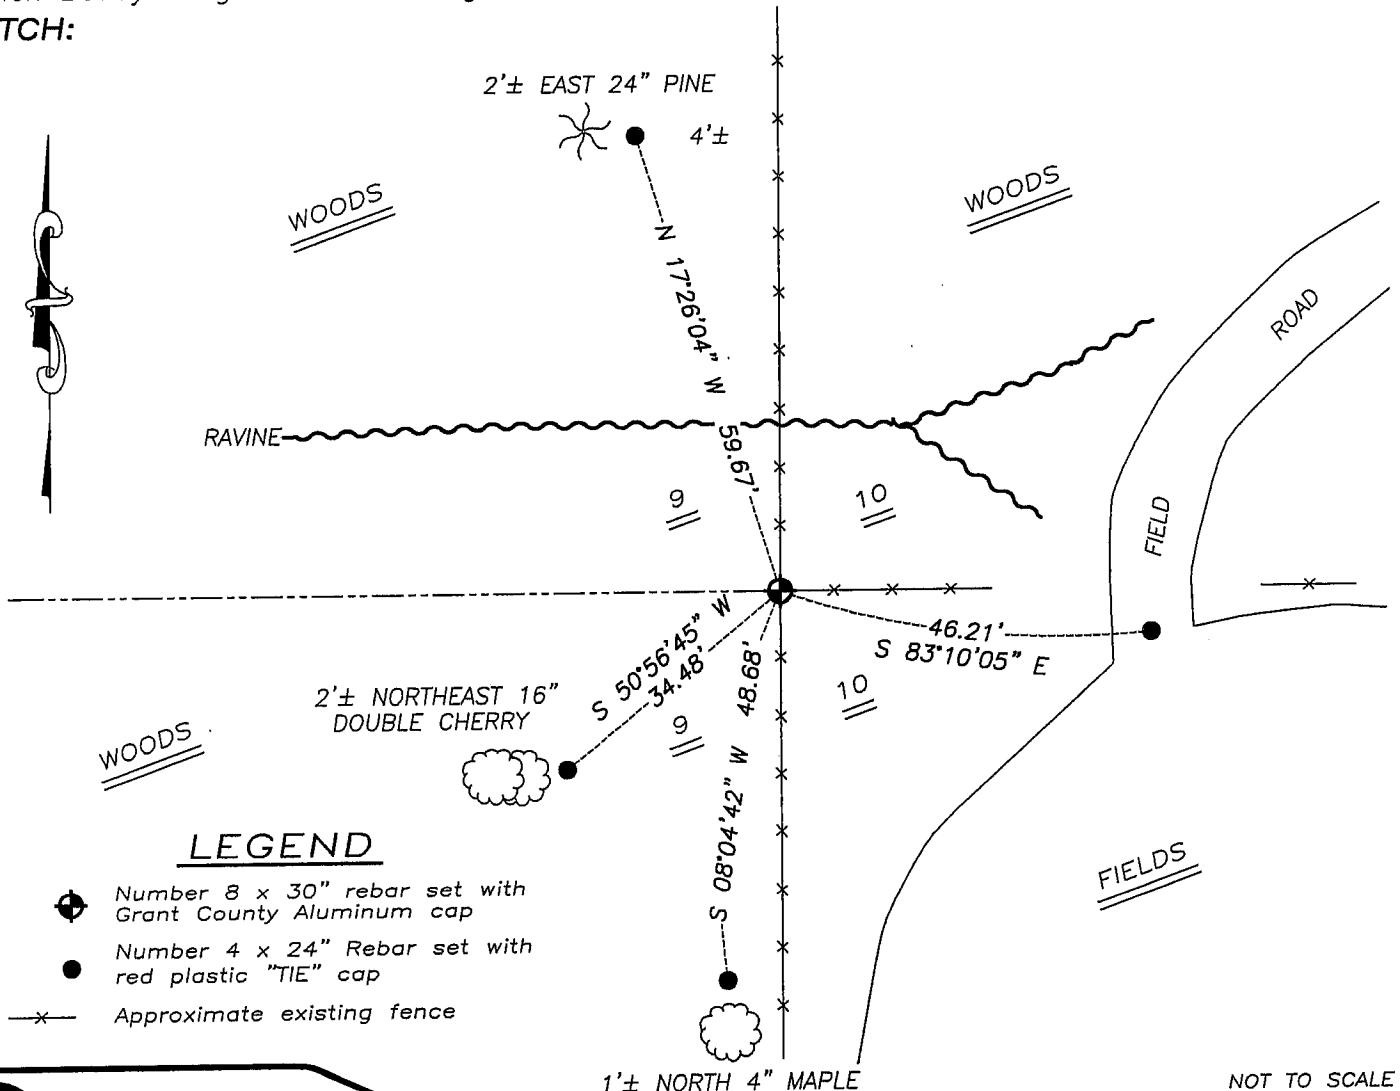 TCH:
2'± EAST 24" PINE
4'±
WOODS
WOODS
N 17°26'04" W
59.67'
ROAD
FIELD
RAVINE
9
10
46.21'
S 83°10'05" E
S 50°56'45" W
34.48'
S 08°04'42" W 48.68'
2'± NORTHEAST 16"
DOUBLE CHERRY
9
10
WOODS
FIELDS
LEGEND
Number 8 x 30" rebar set with
Grant County Aluminum cap
Number 4 x 24" Rebar set with
red plastic "TIE" cap
Approximate existing fence
1'± NORTH 4" MAPLE
NOT TO SCALE